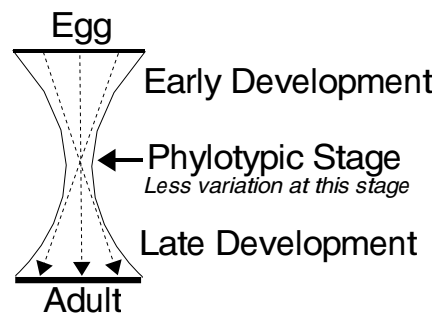 Egg
Early Development
Phylotypic Stage
Less variation at this stage
Late Development
Adult